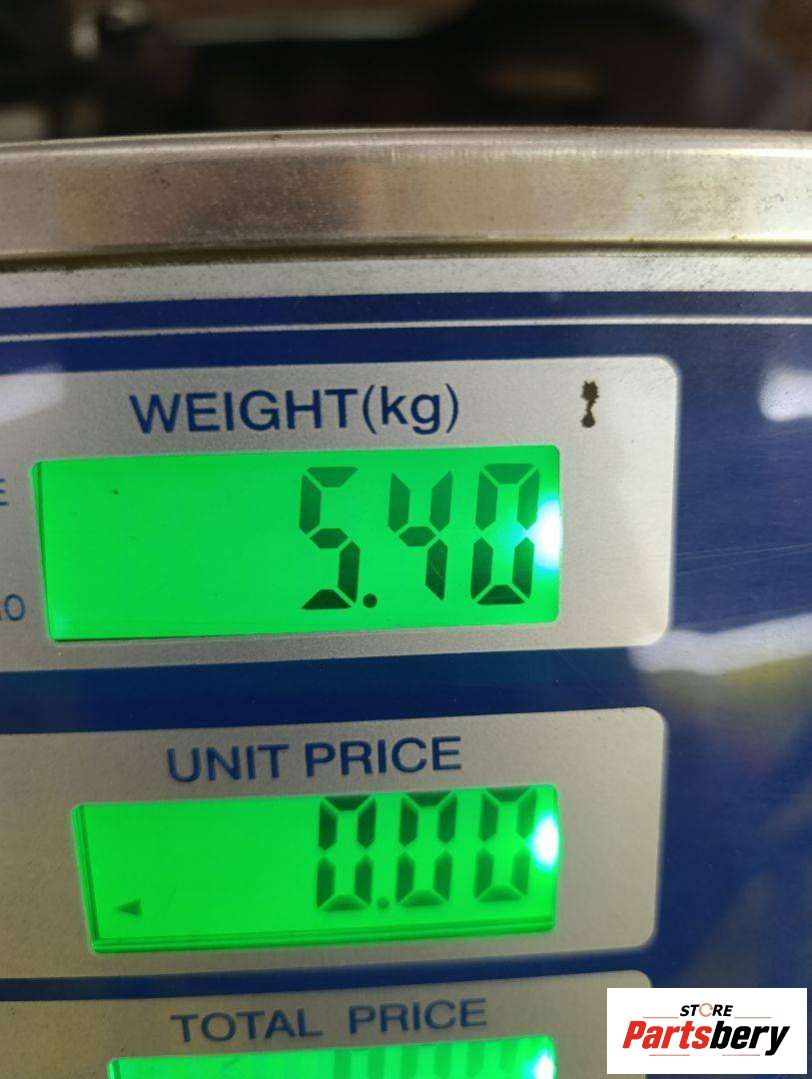 WEIGHT(kg)
5.40
UNIT PRICE
0.00
TOTAL PRICE
STORE
Partsbery